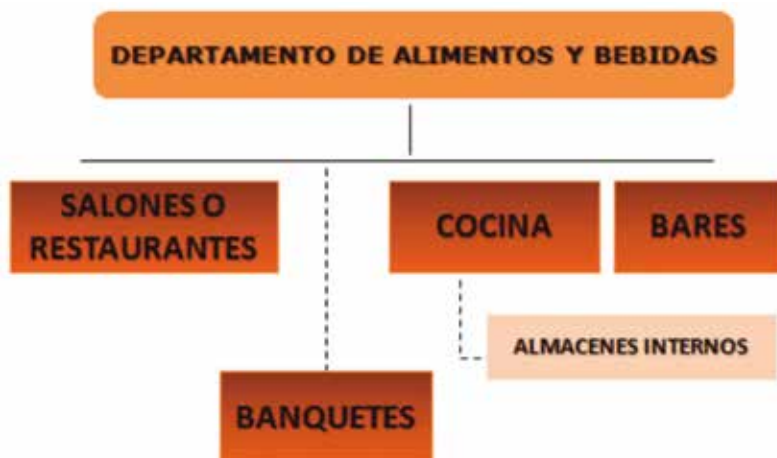 DEPARTAMENTO DE ALIMENTOS Y BEBIDAS
SALONES O
RESTAURANTES
COCINA
BARES
ALMACENES INTERNOS
BANQUETES